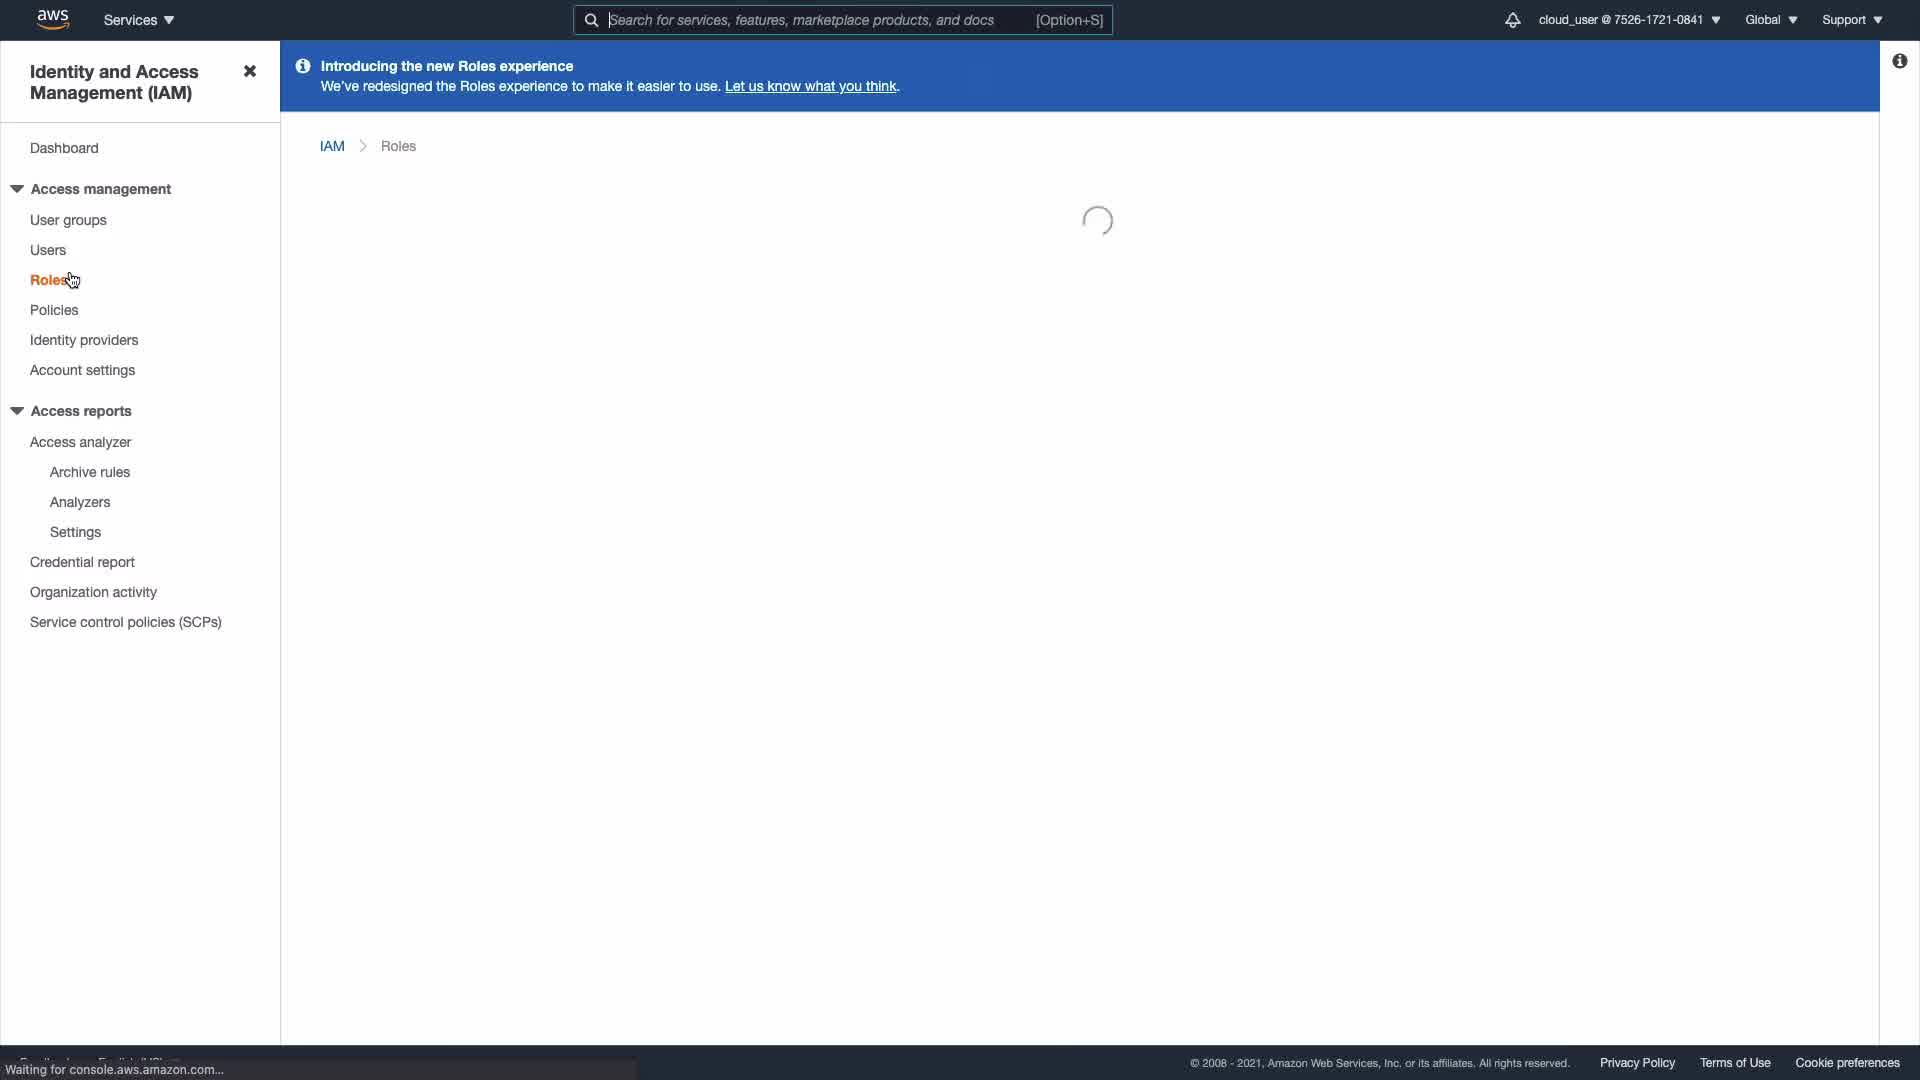 aws
Services
Search for services, features, marketplace products, and docs
[Option+S]
cloud_user @ 7526-1721-0841
Global
Support
Identity and Access
Management (IAM)
Introducing the new Roles experience
We've redesigned the Roles experience to make it easier to use. Let us know what you think.
IAM
Roles
Dashboard
Access management
User groups
Users
Roles
Policies
Identity providers
Account settings
Access reports
Access analyzer
Archive rules
Analyzers
Settings
Credential report
Organization activity
Service control policies (SCPs)
Waiting for console.aws.amazon.com...
© 2008 - 2021, Amazon Web Services, Inc. or its affiliates. All rights reserved.
Privacy Policy
Terms of Use
Cookie preferences